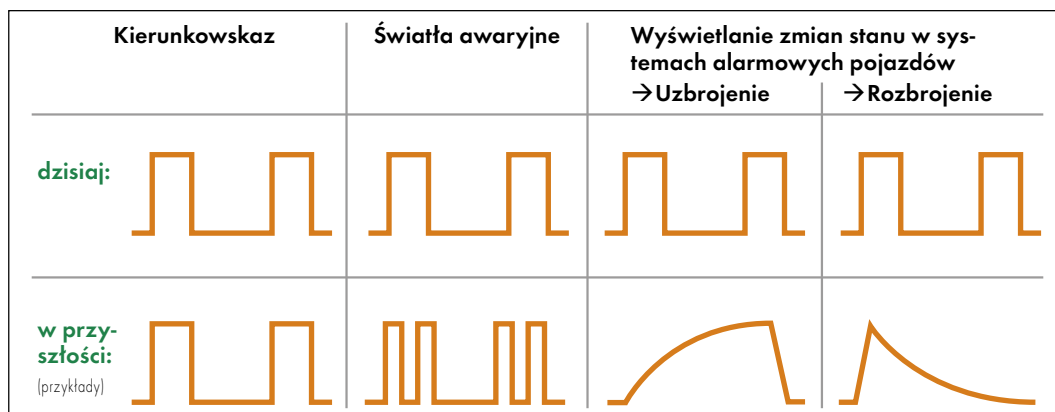 Kierunkowskaz
Światła awaryjne
Wyświetlanie zmian stanu w sys-
temach alarmowych pojazdów
→Uzbrojenie
→Rozbrojenie
dzisiaj:
w przy-
szłości:
(przykłady)